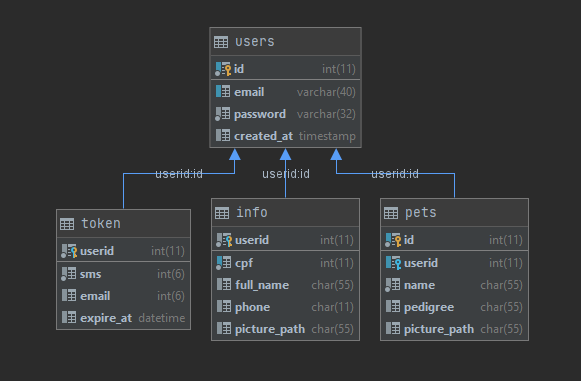 users
id int(11)
email varchar(40)
password varchar(32)
created_at timestamp
userid:id userid:id userid:id
token
userid int(11)
sms int(6)
email int(6)
expire_at datetime
info
userid int(11)
cpf int(11)
full_name char(55)
phone char(11)
picture_path char(55)
pets
id int(11)
userid int(11)
name char(55)
pedigree char(55)
picture_path char(55)